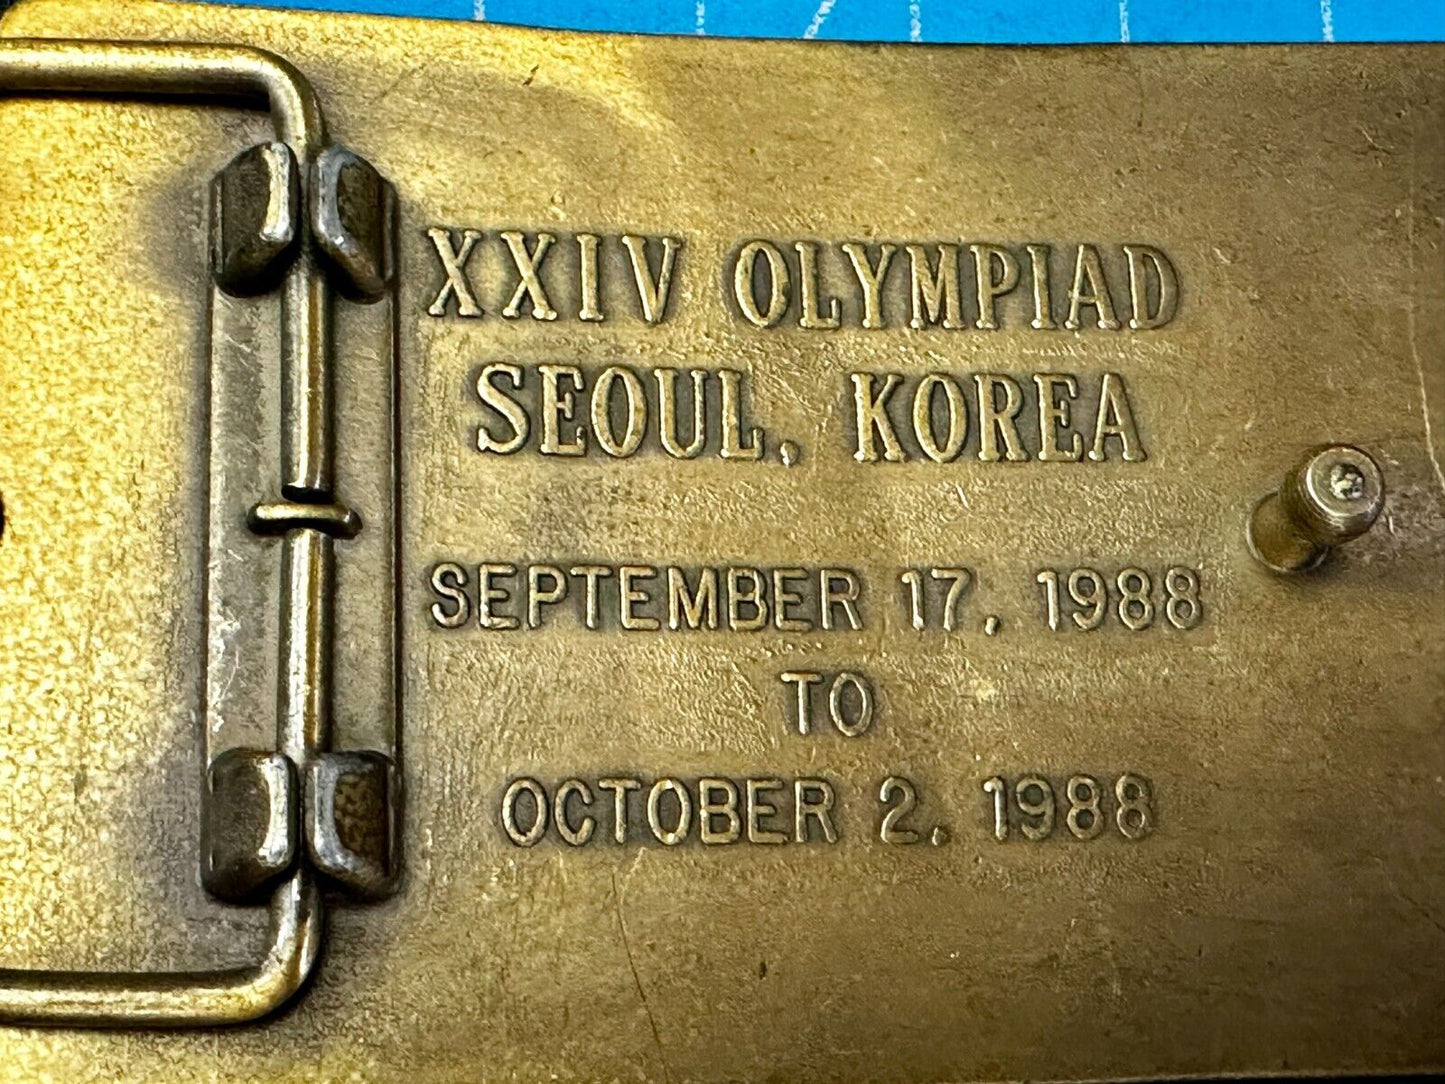 XXIV OLYMPIAD
SEOUL, KOREA
SEPTEMBER 17, 1988
TO
OCTOBER 2, 1988